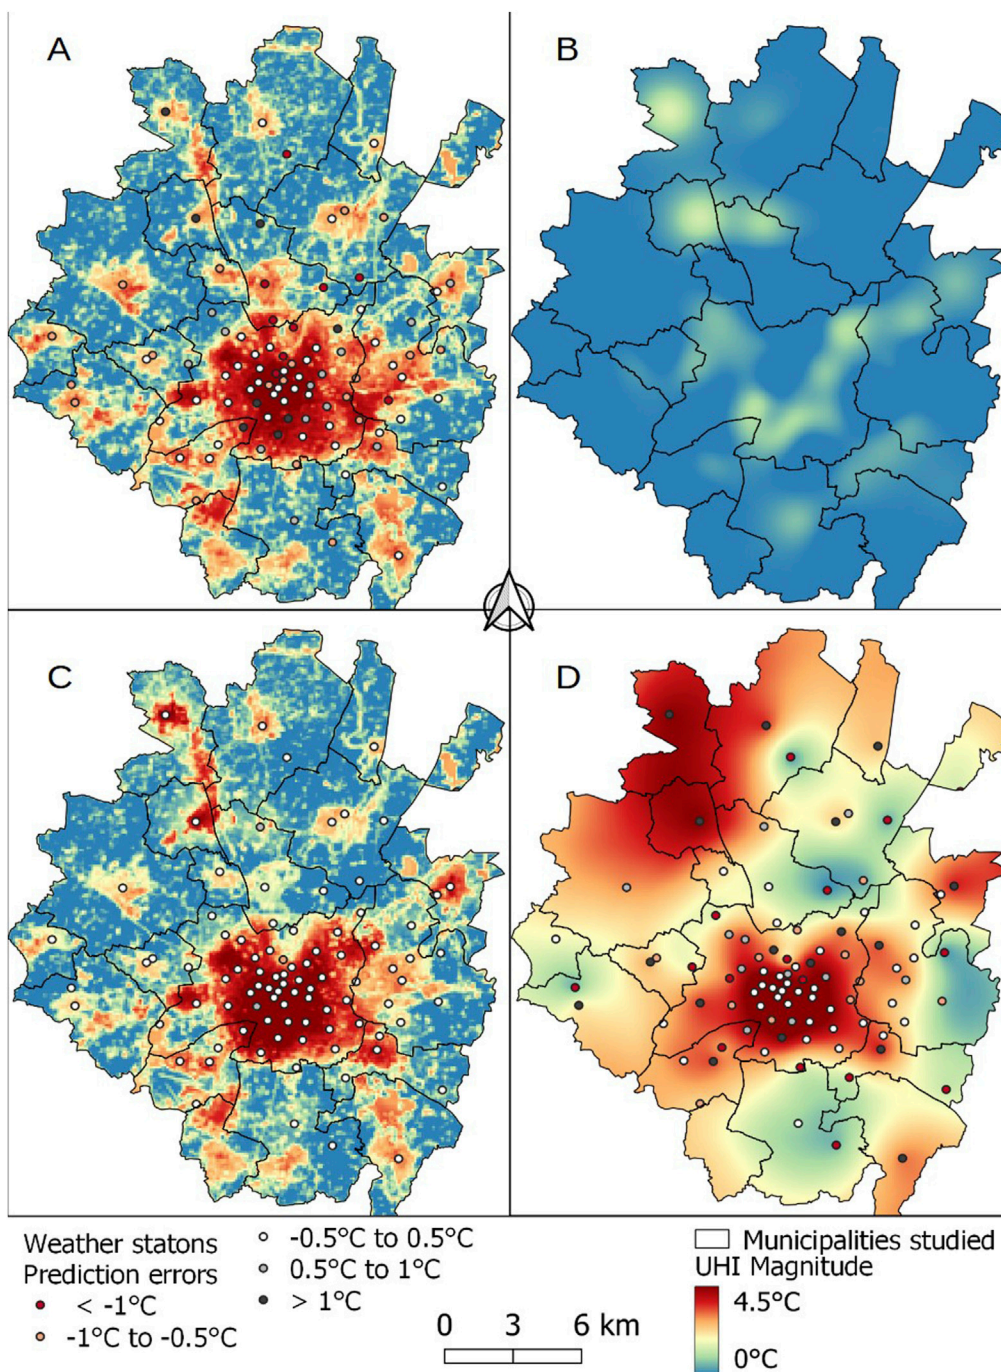 A
B
C
D
Weather statons
Prediction errors
< -1°C
-1°C to -0.5°C
-0.5°C to 0.5°C
0.5°C to 1°C
> 1°C
0 3 6 km
Municipalities studied
UHI Magnitude
4.5°C
0°C